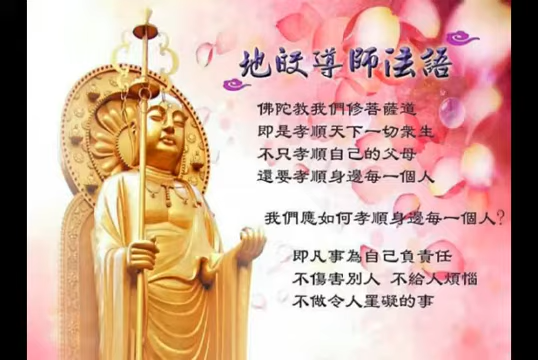 地皎導師法語
佛陀教我們修菩薩道
即是孝順天下一切眾生
不只孝順自己的父母
還要孝順身邊每一個人
我們應如何孝順身邊每一個人?
即凡事為自己負責任
不傷害別人 不給人煩惱
不做令人罣礙的事